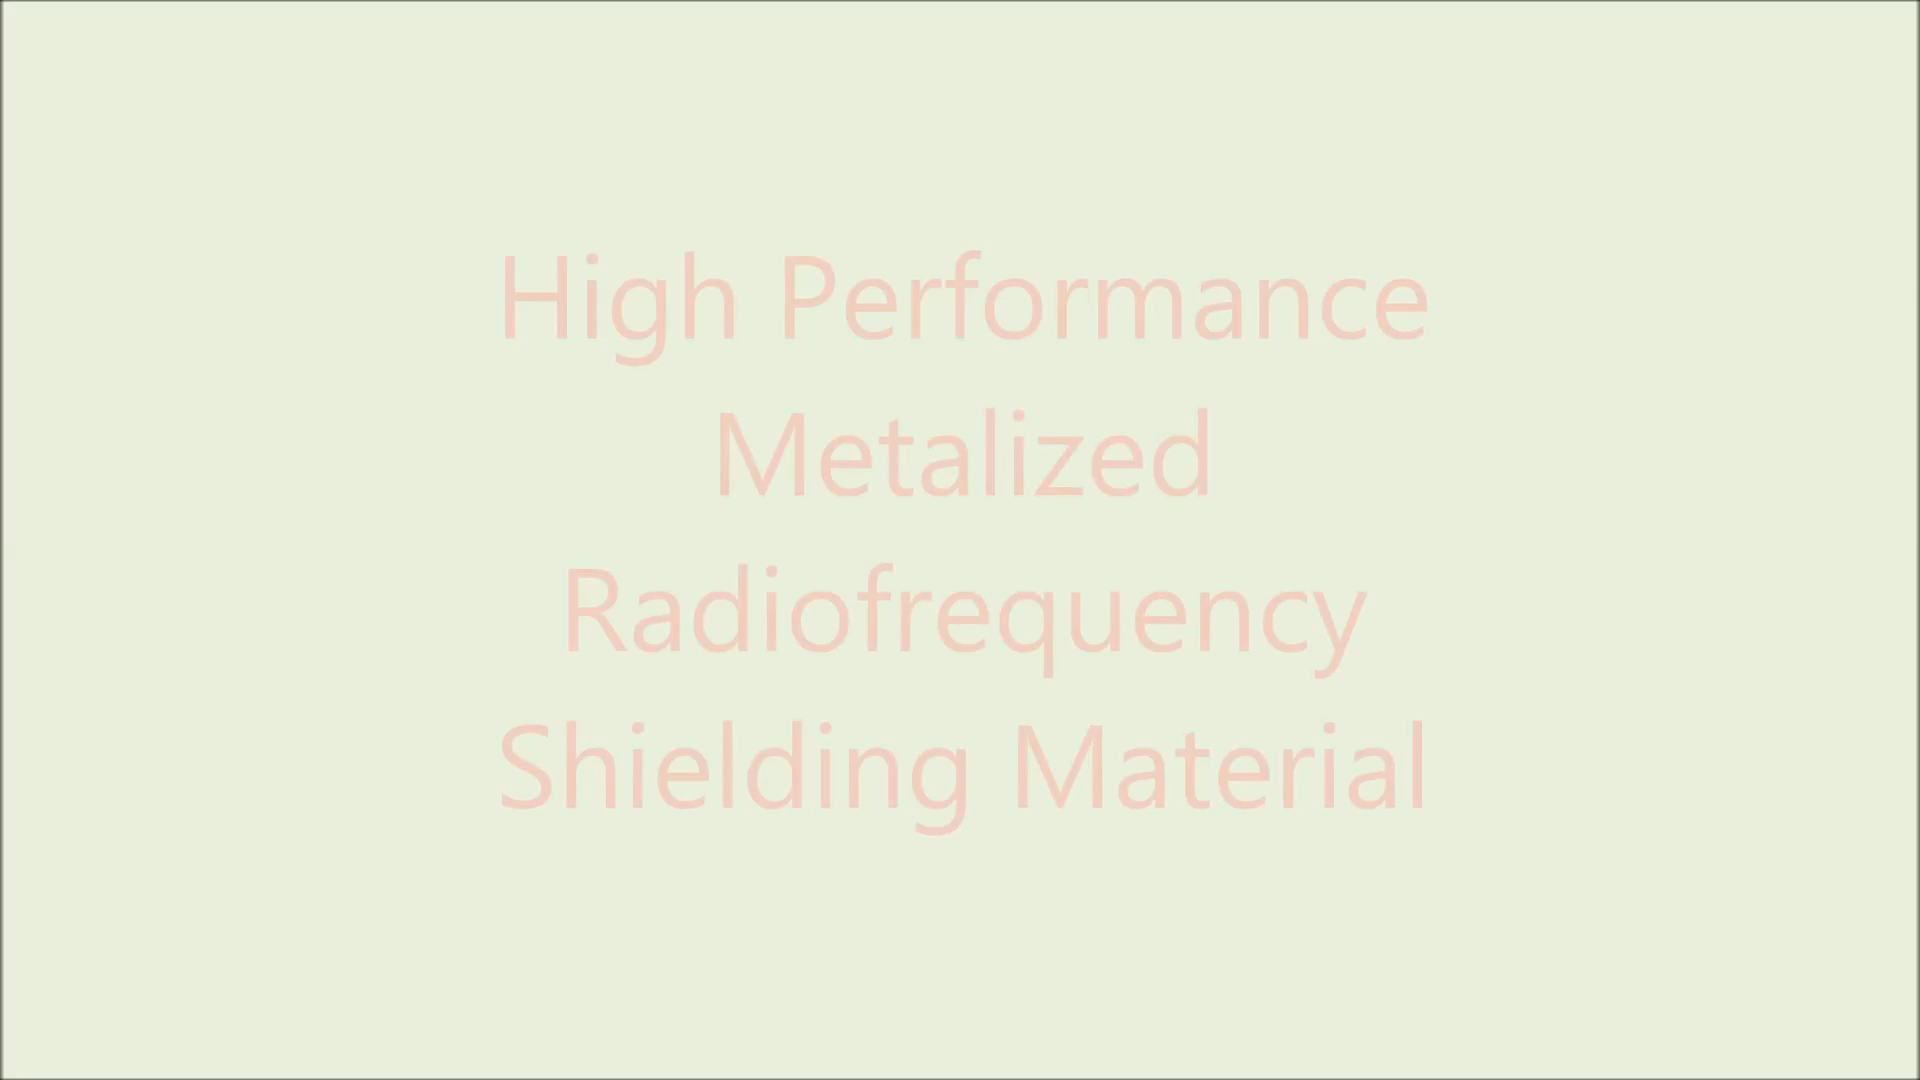 High Performance
Metalized
Radiofrequency
Shielding Material